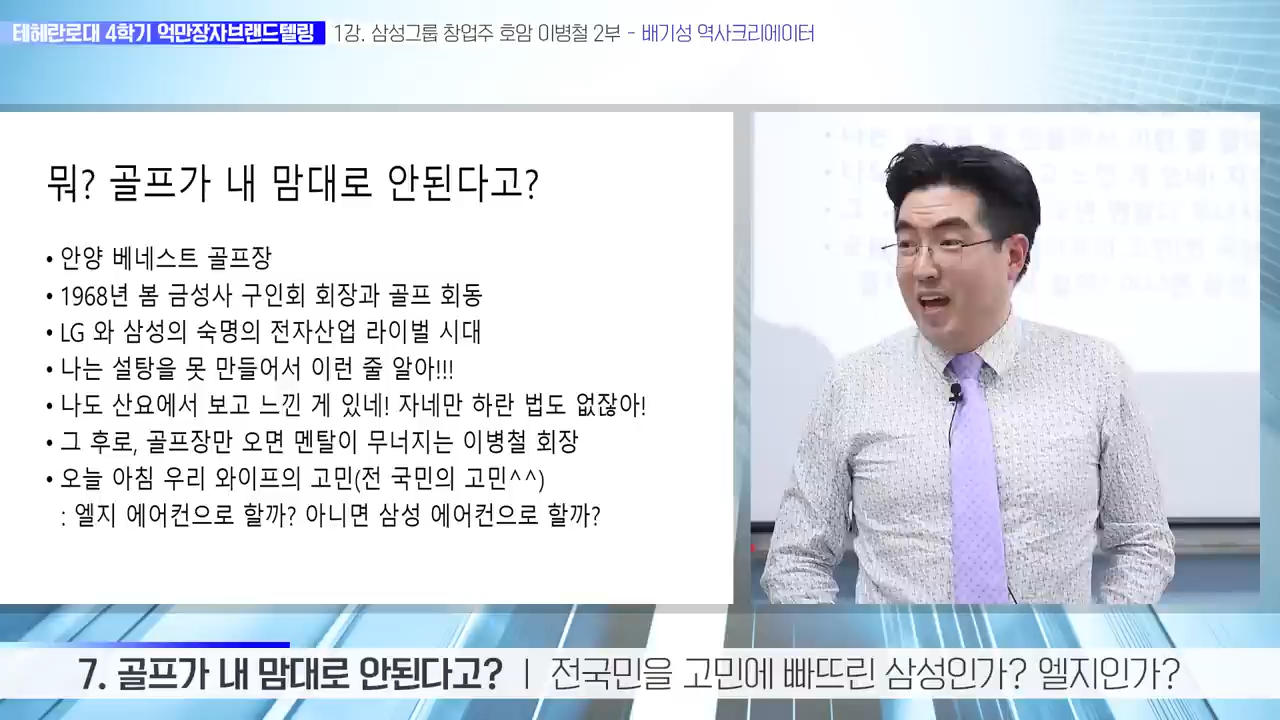 테헤란로대 4학기 억만장자브랜드텔링 1강. 삼성그룹 창업주 호암 이병철 2부 - 배기성 역사크리에이터
뭐? 골프가 내 맘대로 안된다고?
• 안양 베네스트 골프장
• 1968년 봄 금성사 구인회 회장과 골프 회동
• LG 와 삼성의 숙명의 전자산업 라이벌 시대
• 나는 설탕을 못 만들어서 이런 줄 알아!!!
• 나도 산요에서 보고 느낀 게 있네! 자네만 하란 법도 없잖아!
• 그 후로, 골프장만 오면 멘탈이 무너지는 이병철 회장
• 오늘 아침 우리 와이프의 고민(전 국민의 고민^^)
: 엘지 에어컨으로 할까? 아니면 삼성 에어컨으로 할까?
7. 골프가 내 맘대로 안된다고? ㅣ 전국민을 고민에 빠뜨린 삼성인가? 엘지인가?